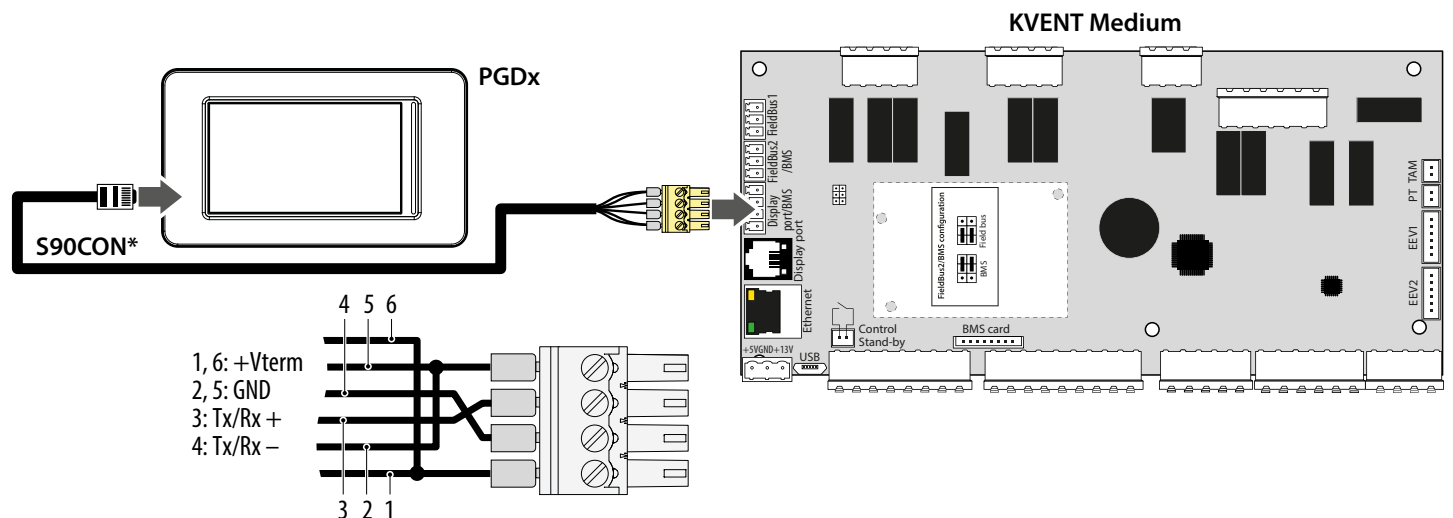 KVENT Medium
PGDx
S90CON*
FieldBus1
FieldBus2
/BMS
Display
port/BMS
Display port
Ethernet
FieldBus2/BMS configuration
Field bus
BMS
TAM
PT
EEV1
EEV2
Control
Stand-by
BMS card
+5VGND+13V
USB
4 5 6
1, 6: +Vterm
2, 5: GND
3: Tx/Rx +
4: Tx/Rx –
3 2 1